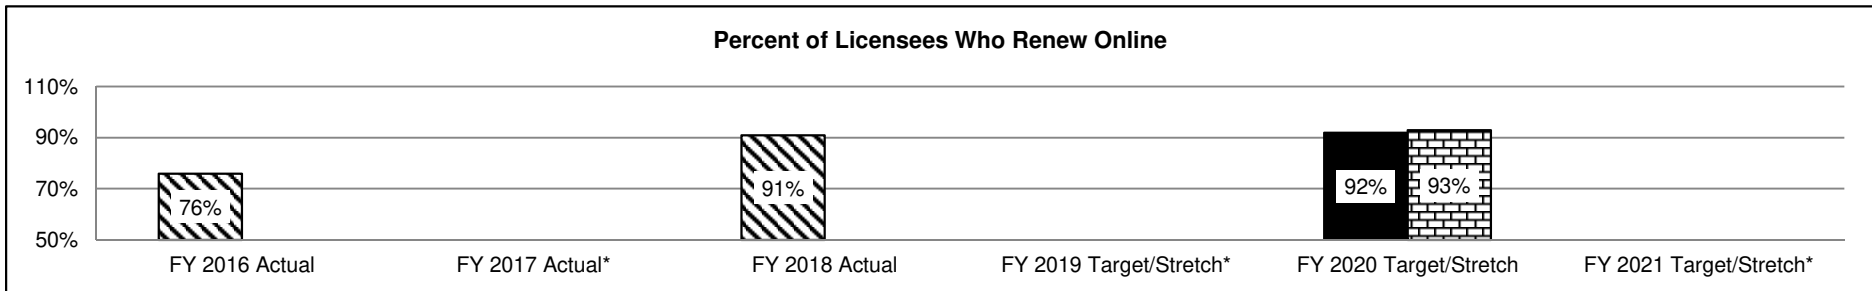 Percent of Licensees Who Renew Online
110%
90%
70%
50%
76%
91%
92%
93%
FY 2016 Actual
FY 2017 Actual*
FY 2018 Actual
FY 2019 Target/Stretch*
FY 2020 Target/Stretch
FY 2021 Target/Stretch*